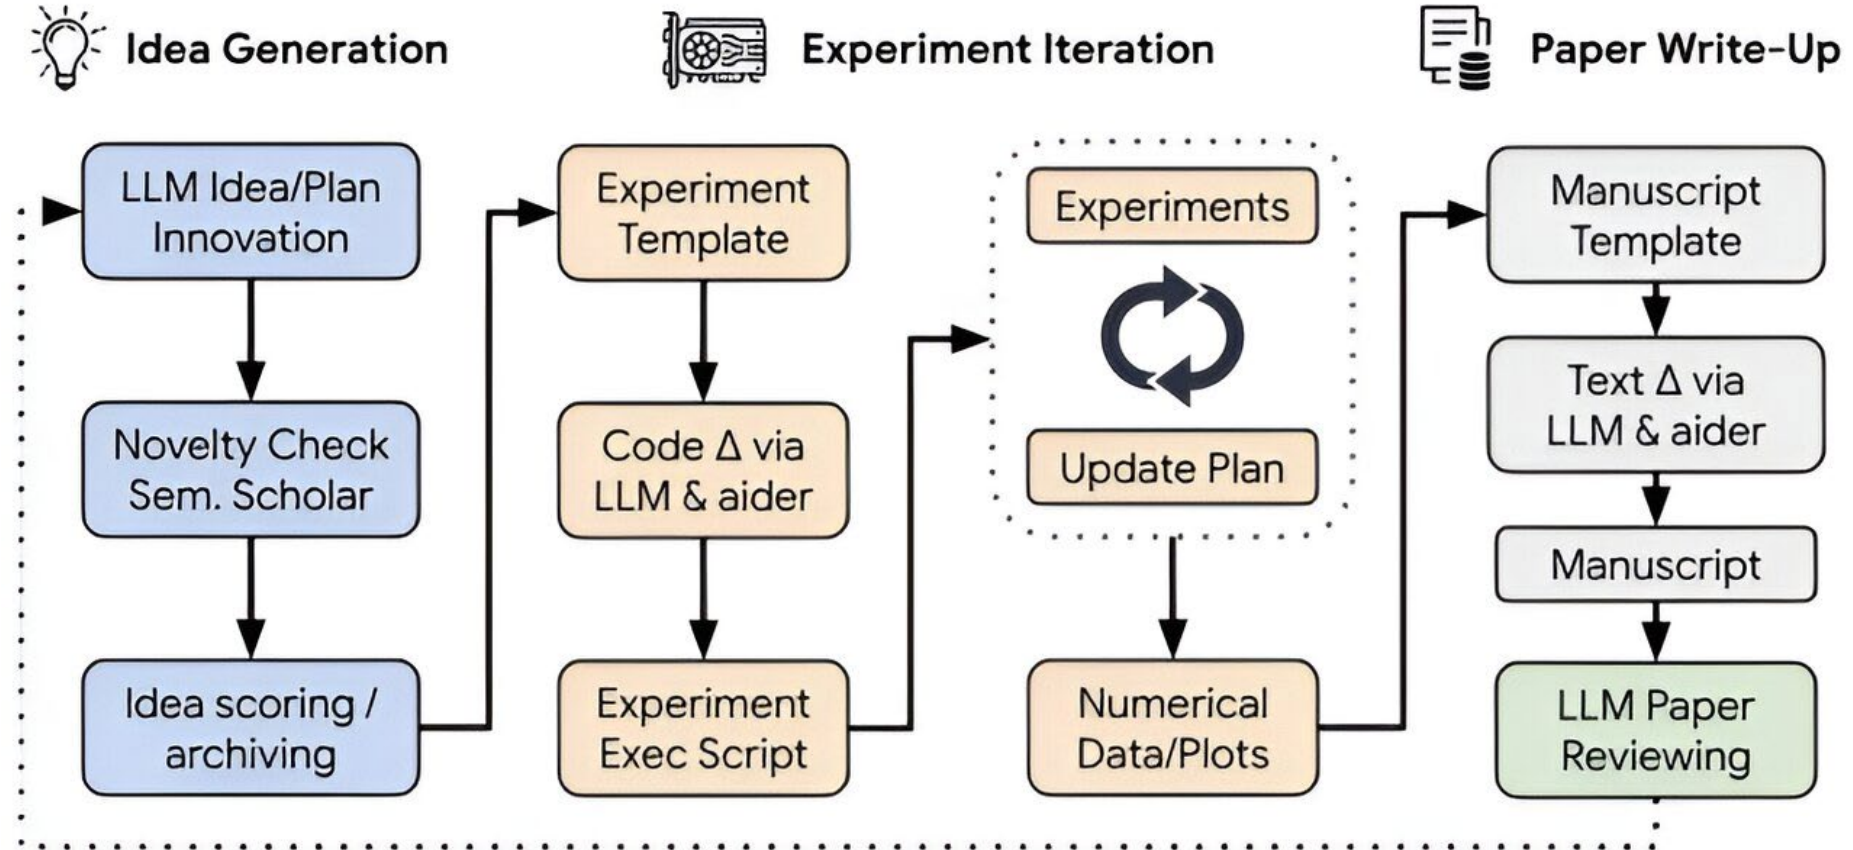 Idea Generation
Experiment Iteration
Paper Write-Up
LLM Idea/Plan
Innovation
Novelty Check
Sem. Scholar
Idea scoring /
archiving
Experiment
Template
Code Δ via
LLM & aider
Experiment
Exec Script
Experiments
Update Plan
Numerical
Data/Plots
Manuscript
Template
Text Δ via
LLM & aider
Manuscript
LLM Paper
Reviewing